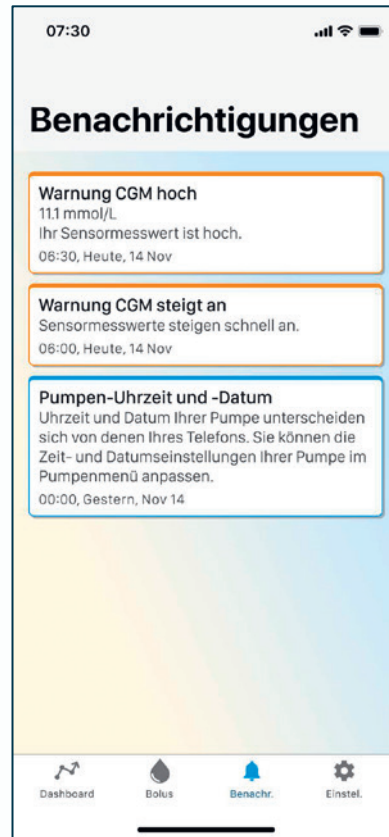 07:30
Benachrichtigungen
Warnung CGM hoch
11.1 mmol/L
Ihr Sensormesswert ist hoch.
06:30, Heute, 14 Nov
Warnung CGM steigt an
Sensormesswerte steigen schnell an.
06:00, Heute, 14 Nov
Pumpen-Uhrzeit und -Datum
Uhrzeit und Datum Ihrer Pumpe unterscheiden
sich von denen Ihres Telefons. Sie können die
Zeit- und Datumseinstellungen Ihrer Pumpe im
Pumpenmenü anpassen.
00:00, Gestern, Nov 14
Dashboard Bolus Benachr. Einstel.